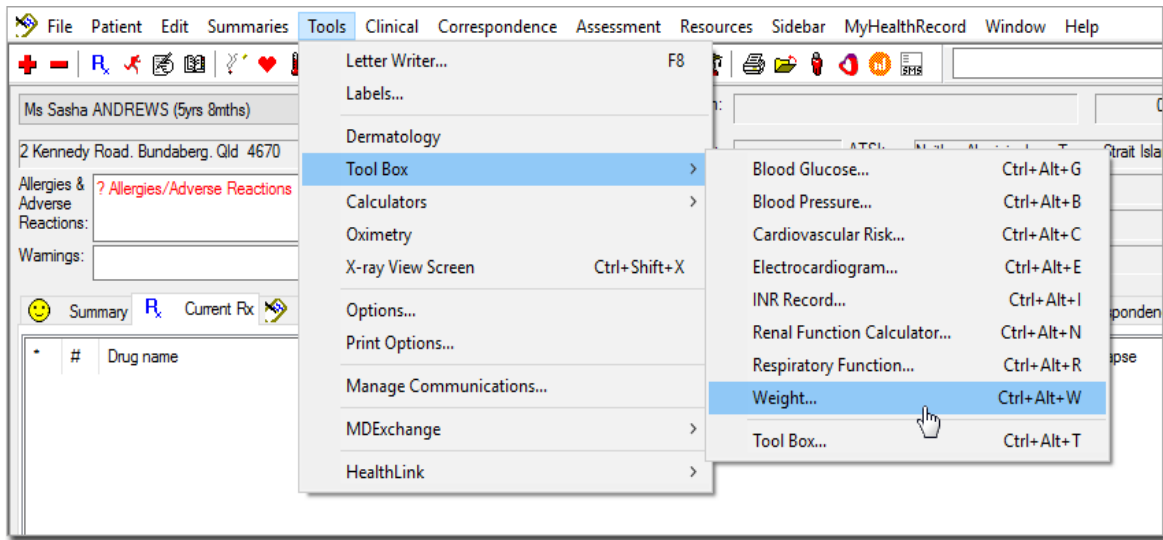 File Patient Edit Summaries Tools Clinical Correspondence Assessment Resources Sidebar MyHealthRecord Window Help
Rx SMS
Letter Writer... F8
Labels...
Dermatology
Tool Box >
Calculators >
Oximetry
X-ray View Screen Ctrl+Shift+X
Options...
Print Options...
Manage Communications...
MDExchange >
HealthLink >
Blood Glucose... Ctrl+Alt+G
Blood Pressure... Ctrl+Alt+B
Cardiovascular Risk... Ctrl+Alt+C
Electrocardiogram... Ctrl+Alt+E
INR Record... Ctrl+Alt+I
Renal Function Calculator... Ctrl+Alt+N
Respiratory Function... Ctrl+Alt+R
Weight... Ctrl+Alt+W
Tool Box... Ctrl+Alt+T
Ms Sasha ANDREWS (5yrs 8mths)
2 Kennedy Road. Bundaberg. Qld 4670
Strait Isla
Allergies &
Adverse
Reactions:
? Allergies/Adverse Reactions
Warnings:
Summary Rx Current Rx
sponden
* # Drug name
apse